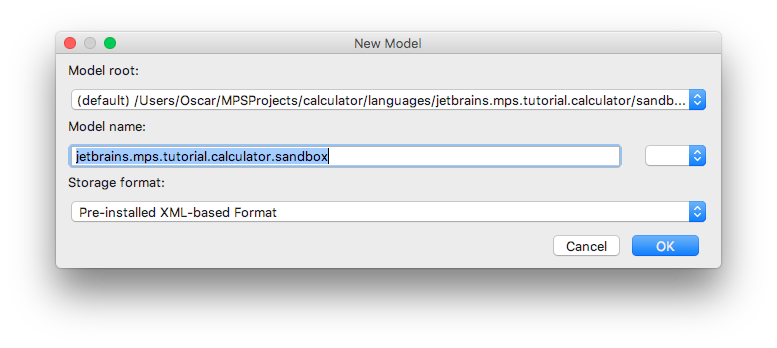 New Model
Model root:
(default) /Users/Oscar/MPSProjects/calculator/languages/jetbrains.mps.tutorial.calculator/sandb...
Model name:
jetbrains.mps.tutorial.calculator.sandbox
Storage format:
Pre-installed XML-based Format
Cancel OK